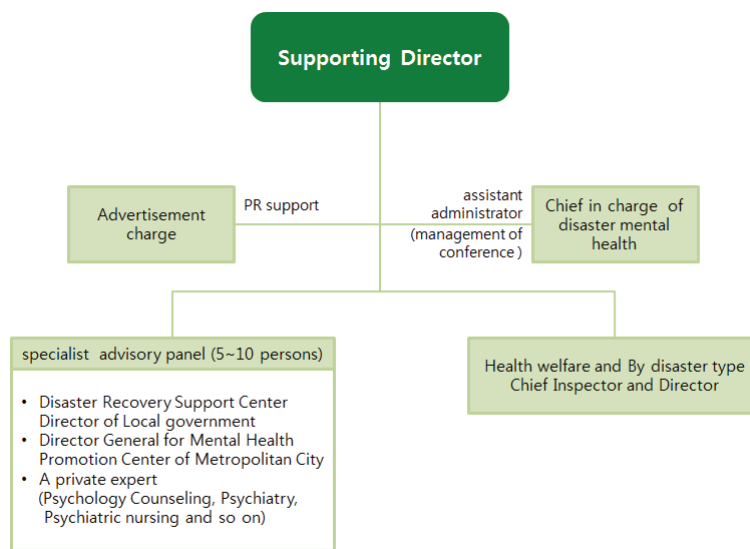 Supporting Director
Advertisement
charge
PR support
assistant
administrator
(management of
conference )
Chief in charge of
disaster mental
health
specialist advisory panel (5~10 persons)
• Disaster Recovery Support Center
Director of Local government
• Director General for Mental Health
Promotion Center of Metropolitan City
• A private expert
(Psychology Counseling, Psychiatry,
Psychiatric nursing and so on)
Health welfare and By disaster type
Chief Inspector and Director